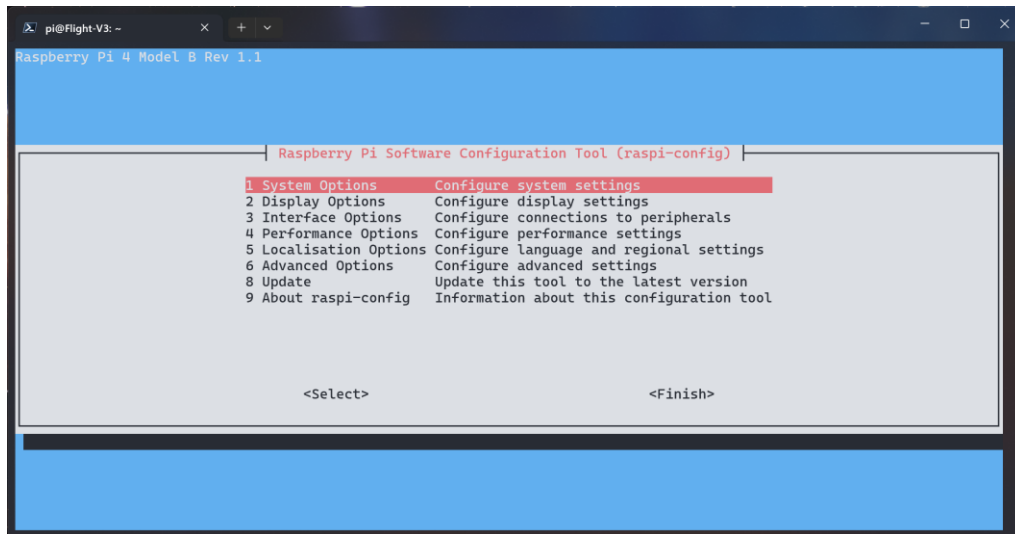 pi@Flight-V3: ~
Raspberry Pi 4 Model B Rev 1.1
Raspberry Pi Software Configuration Tool (raspi-config)
1 System Options Configure system settings
2 Display Options Configure display settings
3 Interface Options Configure connections to peripherals
4 Performance Options Configure performance settings
5 Localisation Options Configure language and regional settings
6 Advanced Options Configure advanced settings
8 Update Update this tool to the latest version
9 About raspi-config Information about this configuration tool
<Select> <Finish>